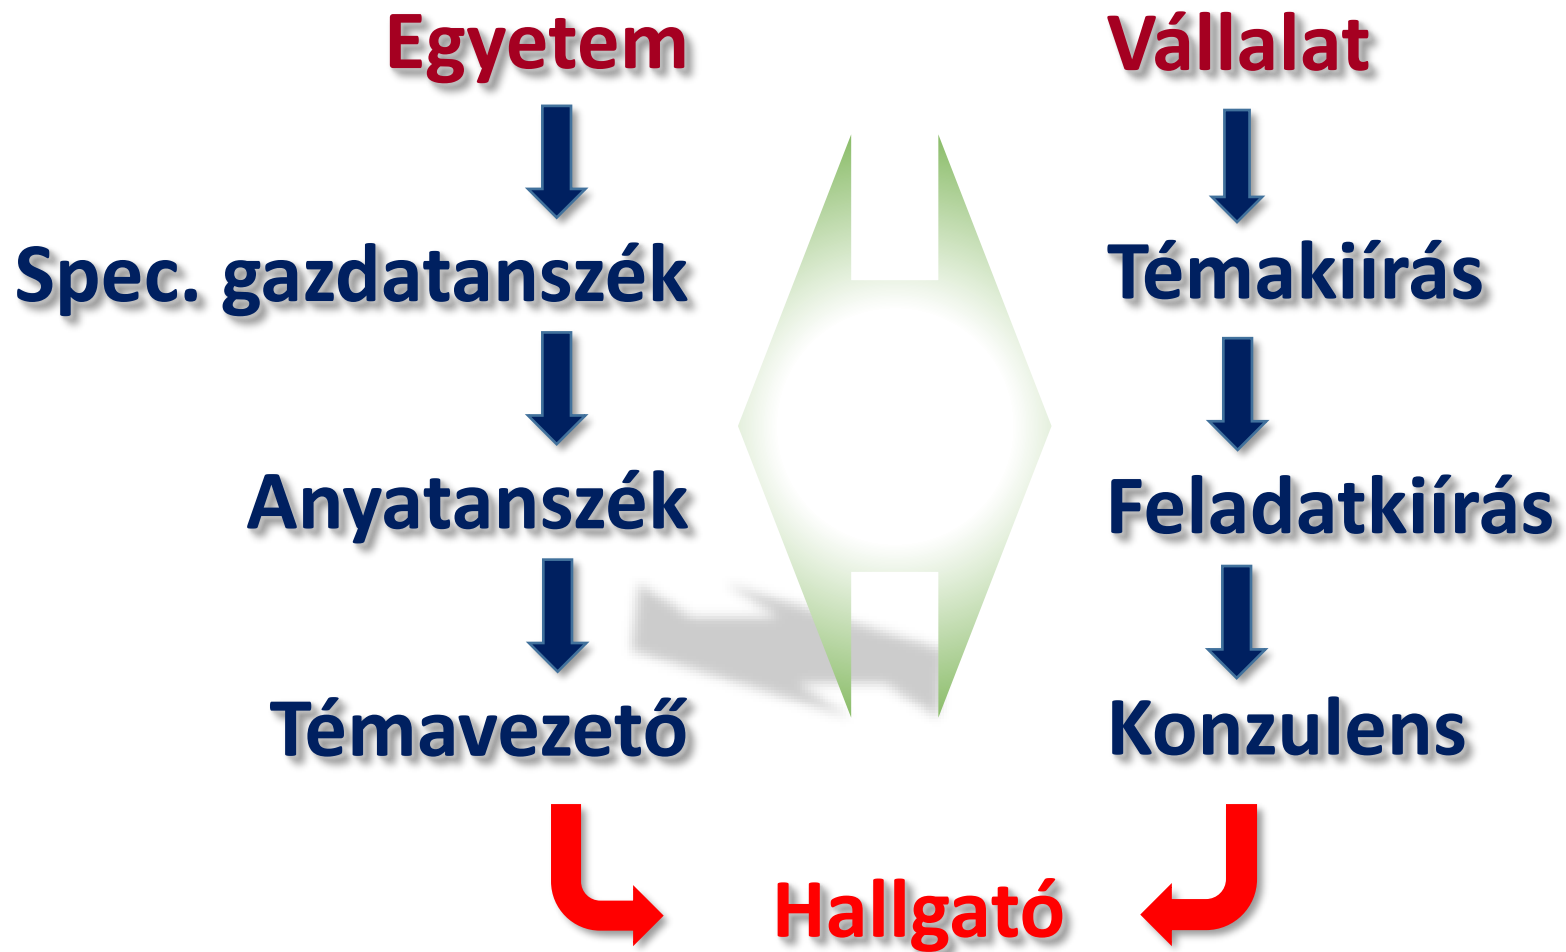 Egyetem
Vállalat
Spec. gazdatanszék
Témakiírás
Anyatanszék
Feladatkiírás
Témavezető
Konzulens
Hallgató